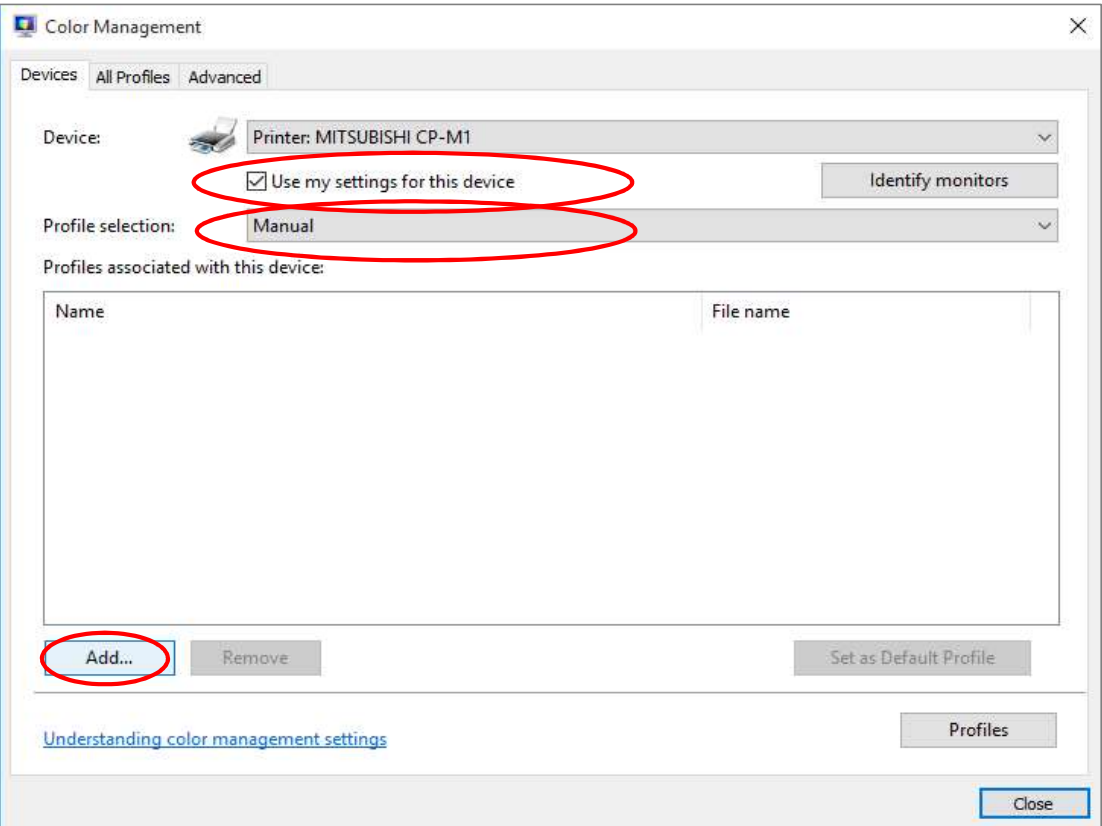 Color Management
Devices All Profiles Advanced
Device: Printer: MITSUBISHI CP-M1
Use my settings for this device Identify monitors
Profile selection: Manual
Profiles associated with this device:
Name File name
Add... Remove Set as Default Profile
Understanding color management settings Profiles
Close